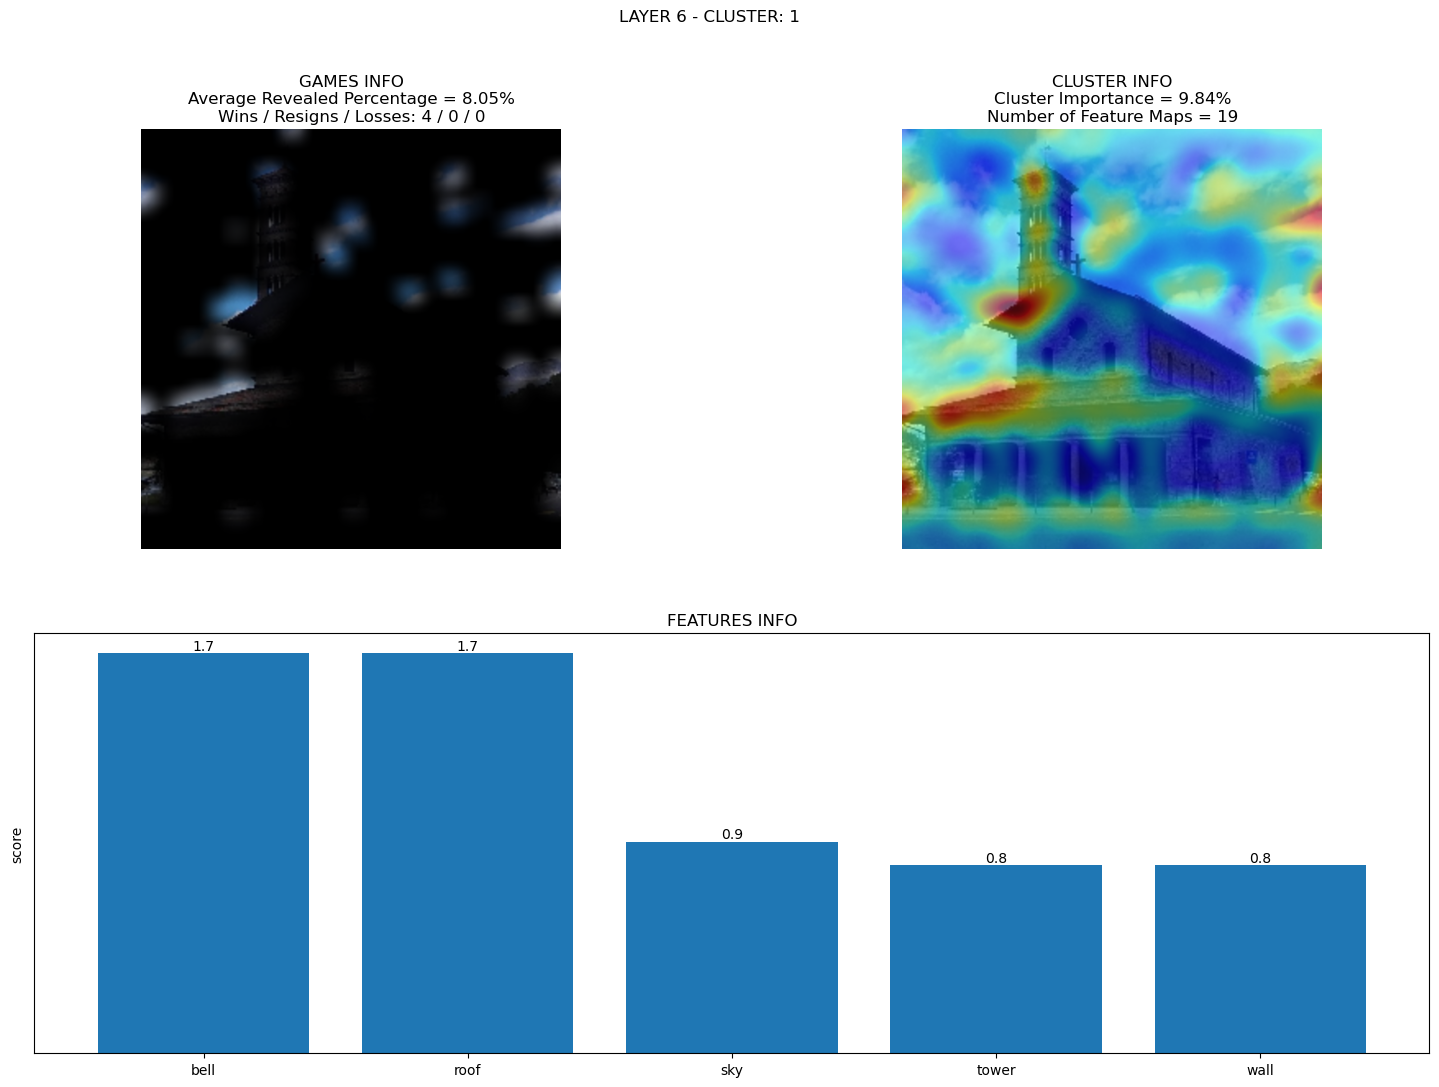 LAYER 6 - CLUSTER: 1
GAMES INFO
Average Revealed Percentage = 8.05%
Wins / Resigns / Losses: 4 / 0 / 0
CLUSTER INFO
Cluster Importance = 9.84%
Number of Feature Maps = 19
FEATURES INFO
score
1.7
1.7
0.9
0.8
0.8
bell
roof
sky
tower
wall